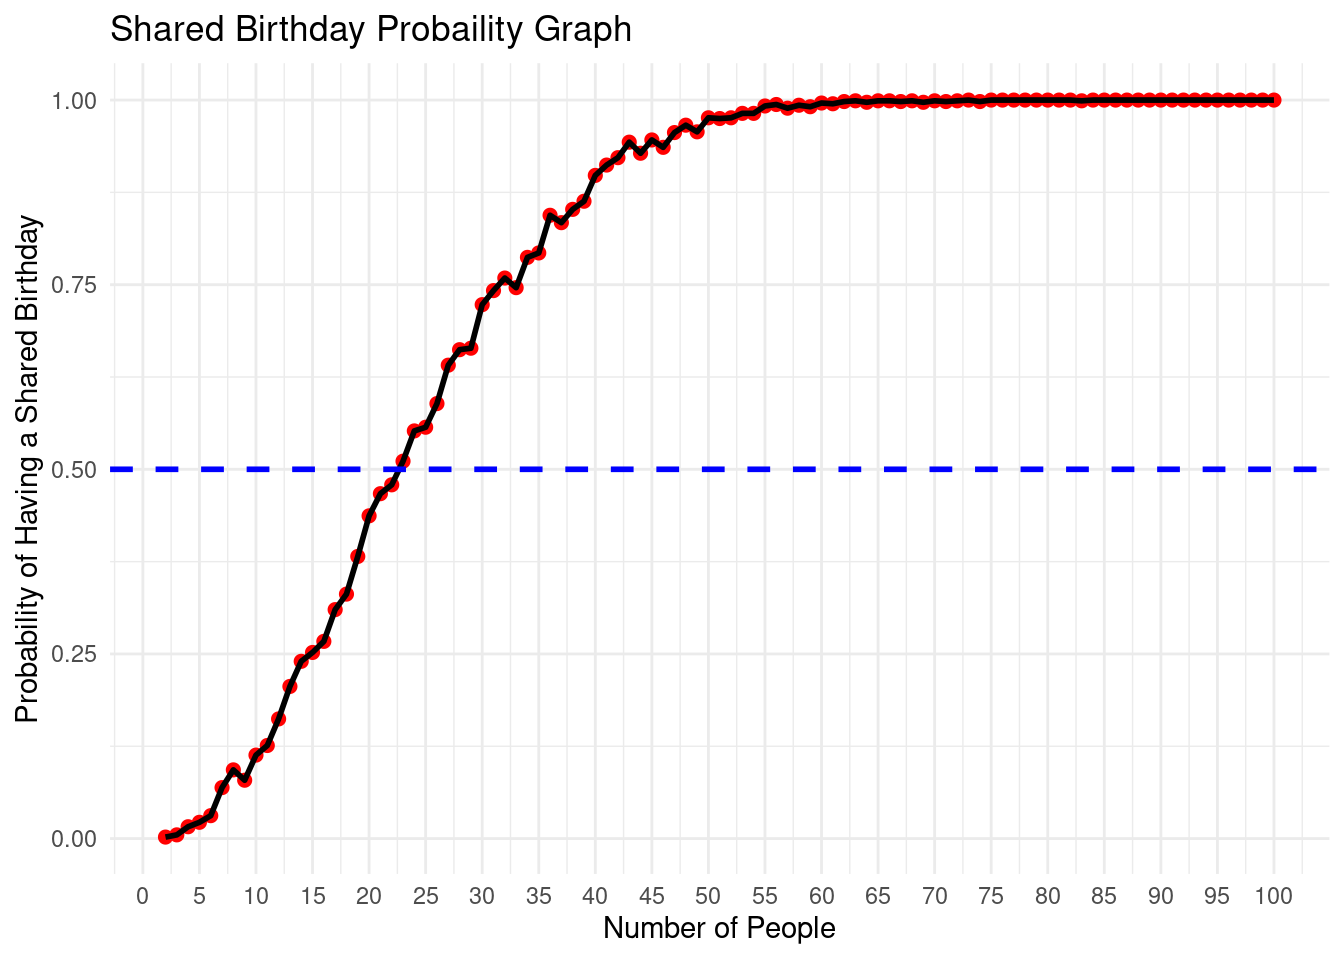 Shared Birthday Probaility Graph
Probability of Having a Shared Birthday
1.00
0.75
0.50
0.25
0.00
0 5 10 15 20 25 30 35 40 45 50 55 60 65 70 75 80 85 90 95 100
Number of People